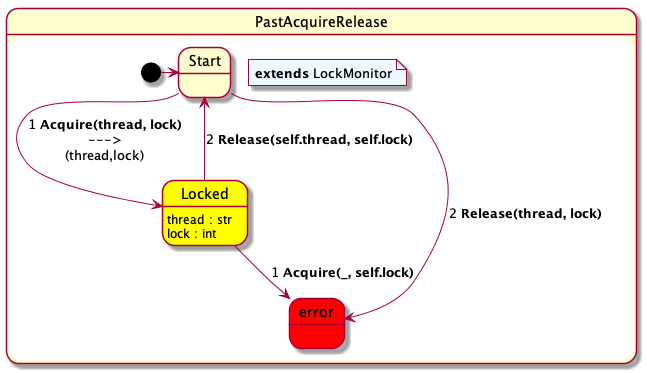 PastAcquireRelease
Start
extends LockMonitor
1 Acquire(thread, lock)
--->
(thread,lock)
2 Release(self.thread, self.lock)
Locked
thread : str
lock : int
2 Release(thread, lock)
1 Acquire(_, self.lock)
error